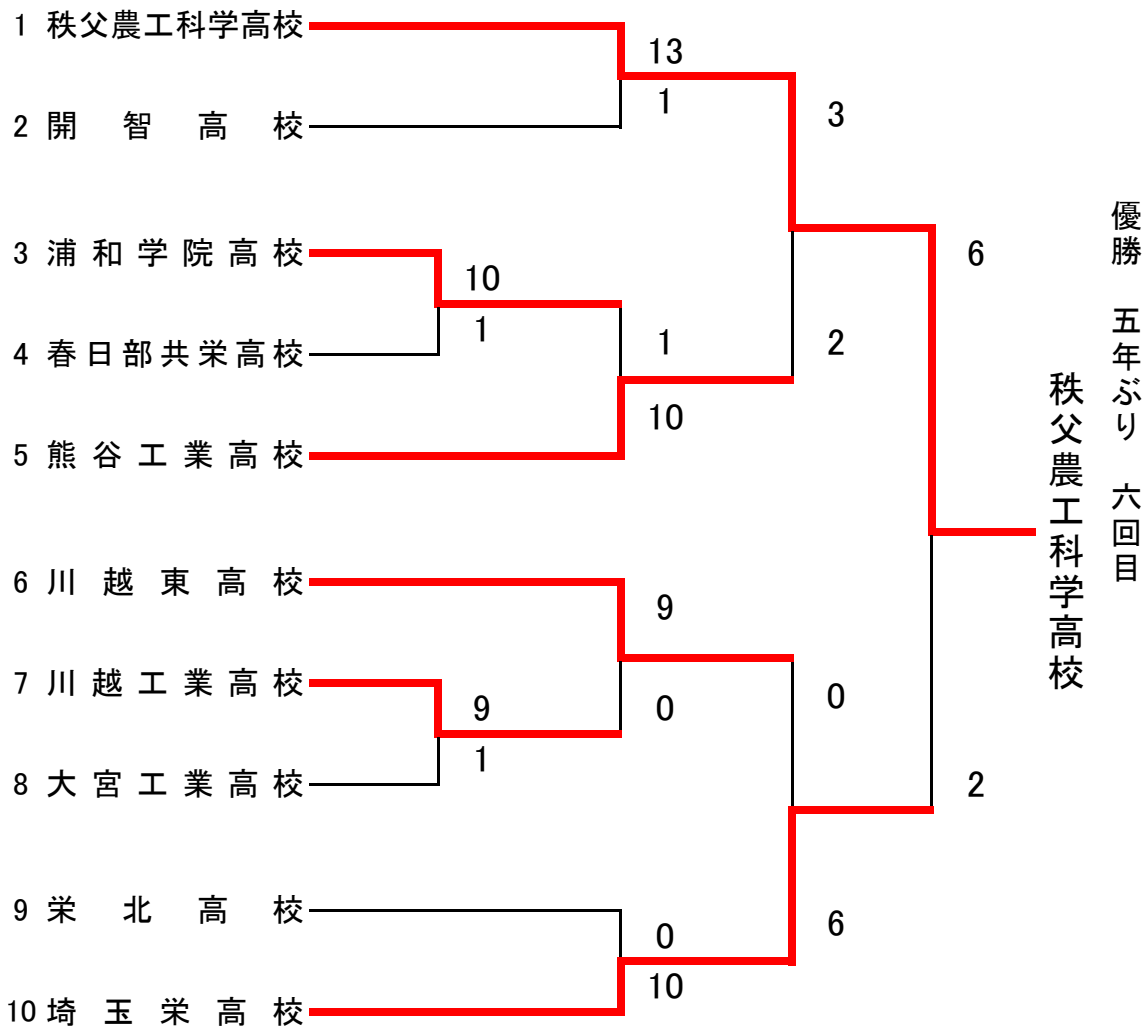 1 秩父農工科学高校
13
1
2 開智高校
3
3 浦和学院高校
10
1
4 春日部共栄高校
1
10
2
5 熊谷工業高校
6
6 川越東高校
9
0
7 川越工業高校
9
1
8 大宮工業高校
0
2
9 栄北高校
0
10
6
10 埼玉栄高校
秩父農工科学高校
優勝 五年ぶり 六回目